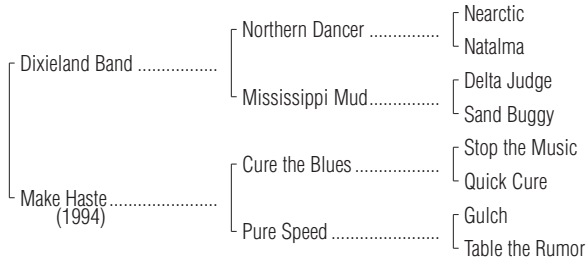 Nearctic
Northern Dancer ................
Natalma
Dixieland Band ..................
Delta Judge
Mississippi Mud................
Sand Buggy
Stop the Music
Cure the Blues ...................
Quick Cure
Make Haste........................
(1994)
Gulch
Pure Speed ........................
Table the Rumor